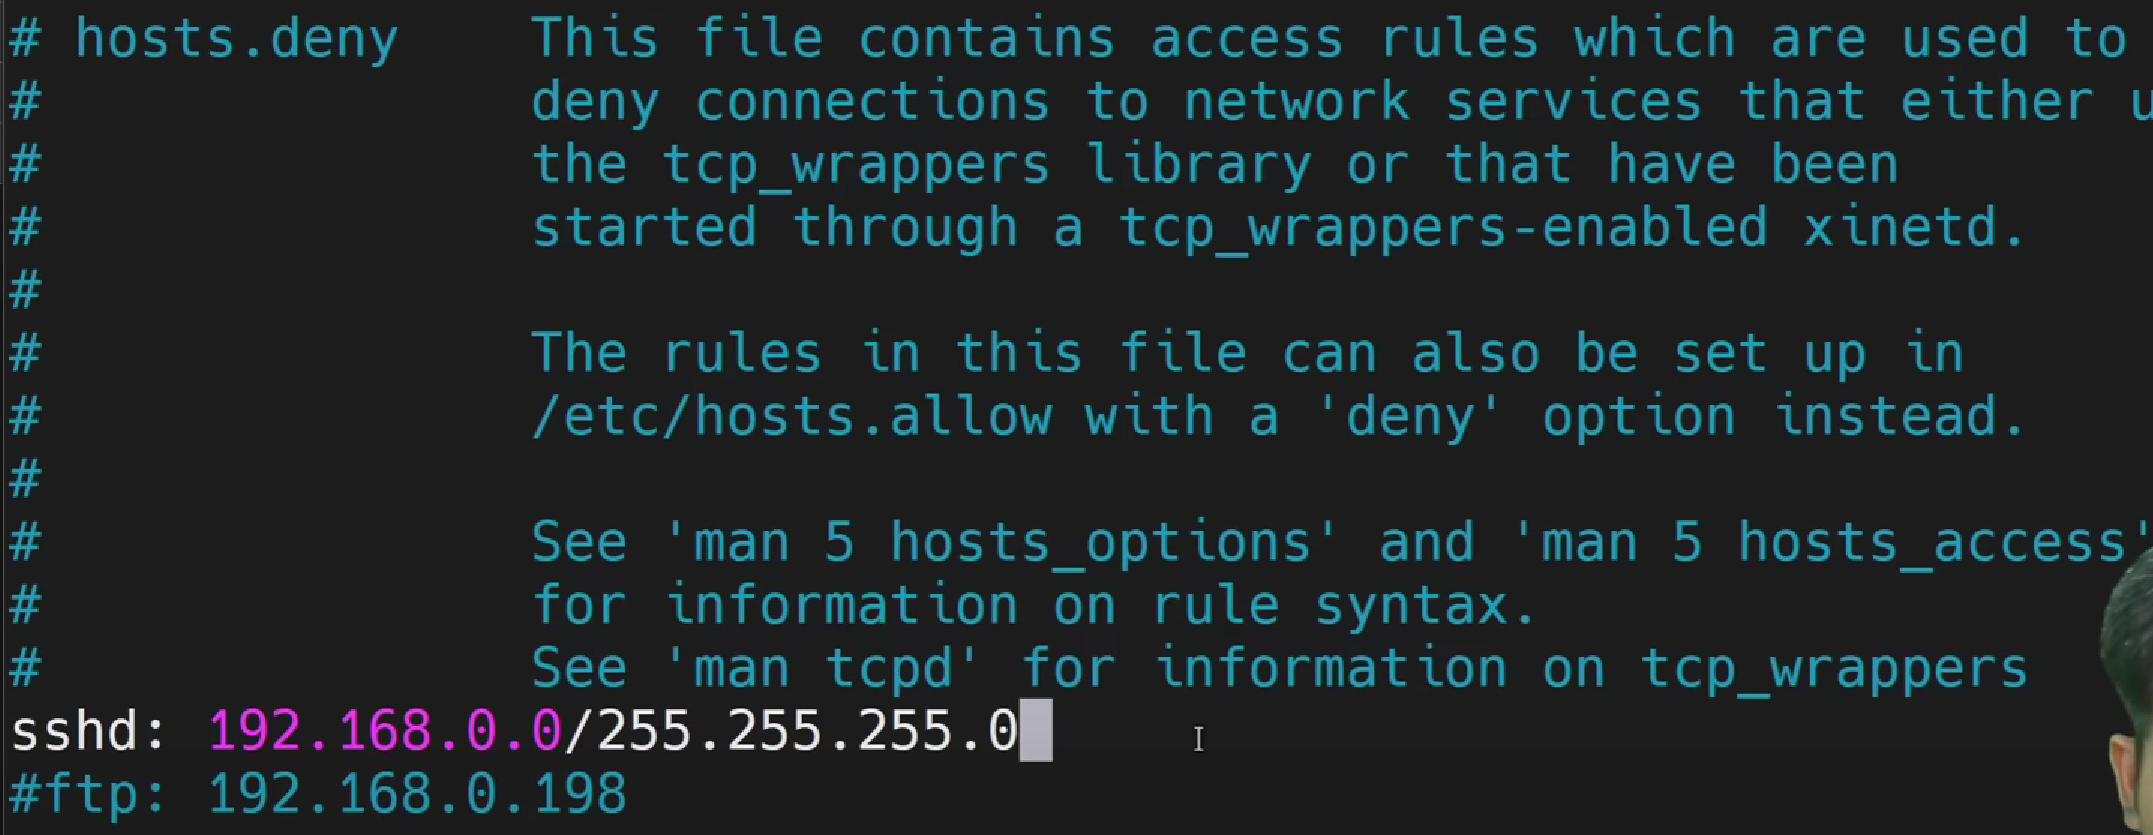 # hosts.deny This file contains access rules which are used to
# deny connections to network services that either
# the tcp_wrappers library or that have been
# started through a tcp_wrappers-enabled xinetd.
#
# The rules in this file can also be set up in
# /etc/hosts.allow with a 'deny' option instead.
#
# See 'man 5 hosts_options' and 'man 5 hosts_access'
# for information on rule syntax.
# See 'man tcpd' for information on tcp_wrappers
sshd: 192.168.0.0/255.255.255.0
#ftp: 192.168.0.198